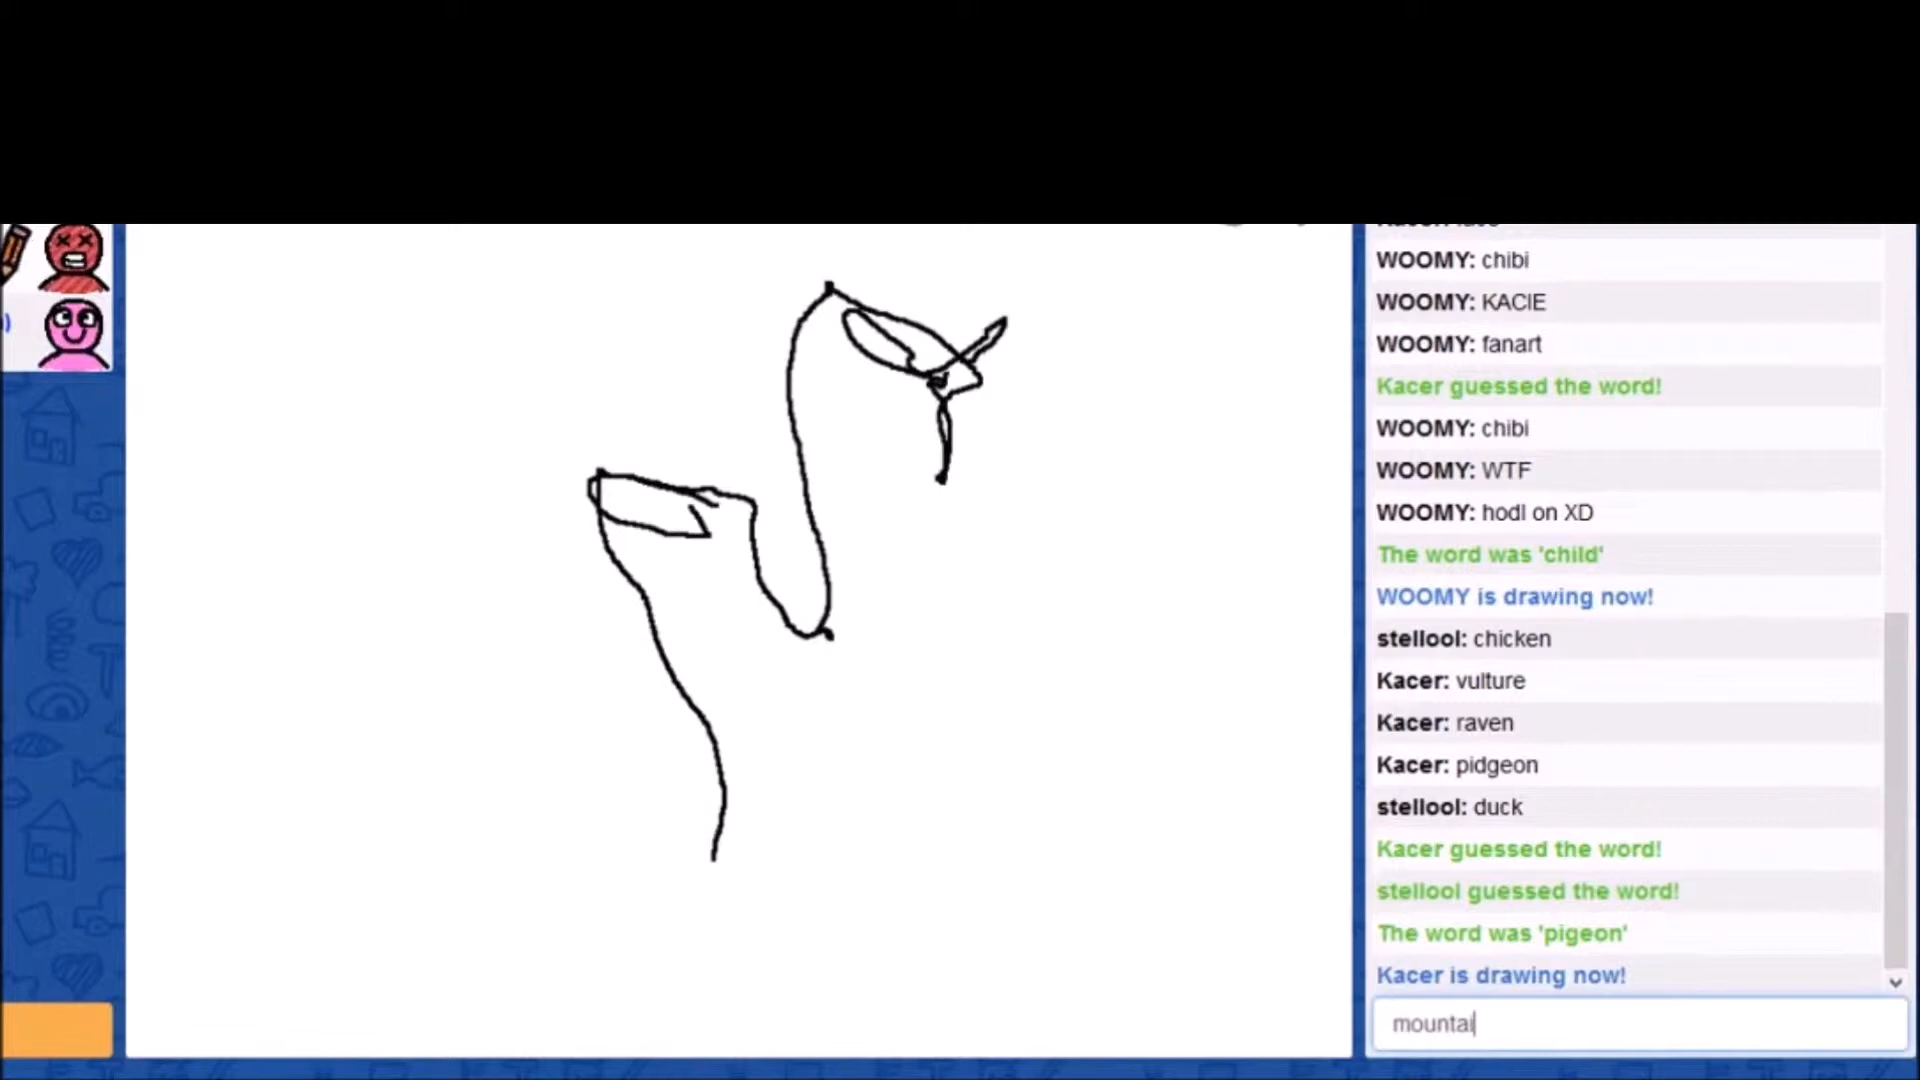 WOOMY: chibi
WOOMY: KACIE
WOOMY: fanart
Kacer guessed the word!
WOOMY: chibi
WOOMY: WTF
WOOMY: hodl on XD
The word was 'child'
WOOMY is drawing now!
stellool: chicken
Kacer: vulture
Kacer: raven
Kacer: pidgeon
stellool: duck
Kacer guessed the word!
stellool guessed the word!
The word was 'pigeon'
Kacer is drawing now!
mountai